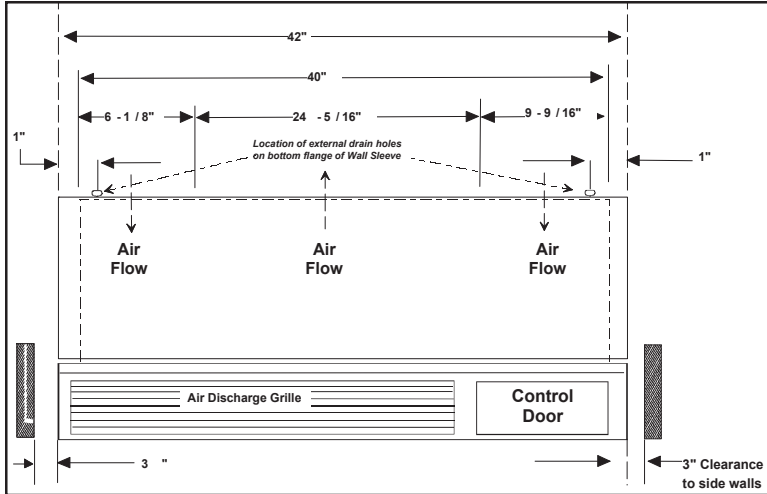 42"
40"
6 - 1 / 8"
24 - 5 / 16"
9 - 9 / 16"
1"
Location of external drain holes
on bottom flange of Wall Sleeve
1"
Air
Flow
Air
Flow
Air
Flow
Air Discharge Grille
Control
Door
3 "
3" Clearance
to side walls